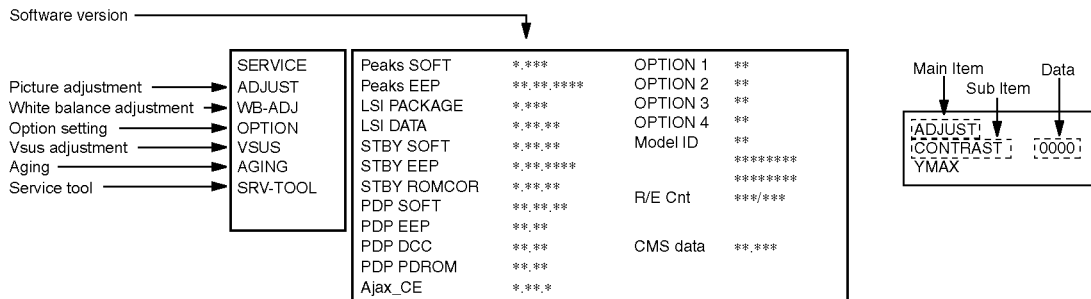 Software version
SERVICE
Picture adjustment ADJUST
White balance adjustment WB-ADJ
Option setting OPTION
Vsus adjustment VSUS
Aging AGING
Service tool SRV-TOOL
Peaks SOFT *.***
Peaks EEP **.**.****
LSI PACKAGE *.***
LSI DATA *.**.**
STBY SOFT *.**.**
STBY EEP *.**.****
STBY ROMCOR *.**.**
PDP SOFT **.**.**
PDP EEP **.**
PDP DCC **.**
PDP PDROM **.**
Ajax_CE *.**.*
OPTION 1 **
OPTION 2 **
OPTION 3 **
OPTION 4 **
Model ID **
********
********
R/E Cnt ***/***
CMS data **.***
Main Item
Sub Item
Data
ADJUST
CONTRAST 0000
YMAX